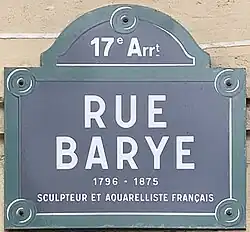 17e Arrt
RUE
BARYE
1796 - 1875
SCULPTEUR ET AQUARELLISTE FRANÇAIS